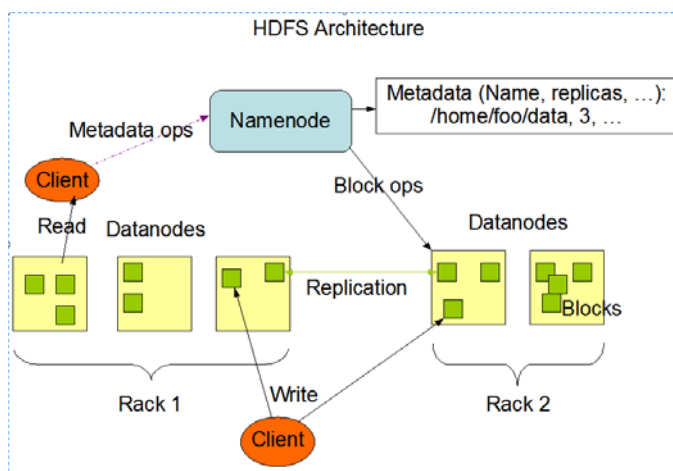 HDFS Architecture
Metadata (Name, replicas, …):
/home/foo/data, 3, …
Namenode
Metadata ops
Client
Block ops
Read
Datanodes
Datanodes
Replication
Blocks
Rack 1
Write
Rack 2
Client